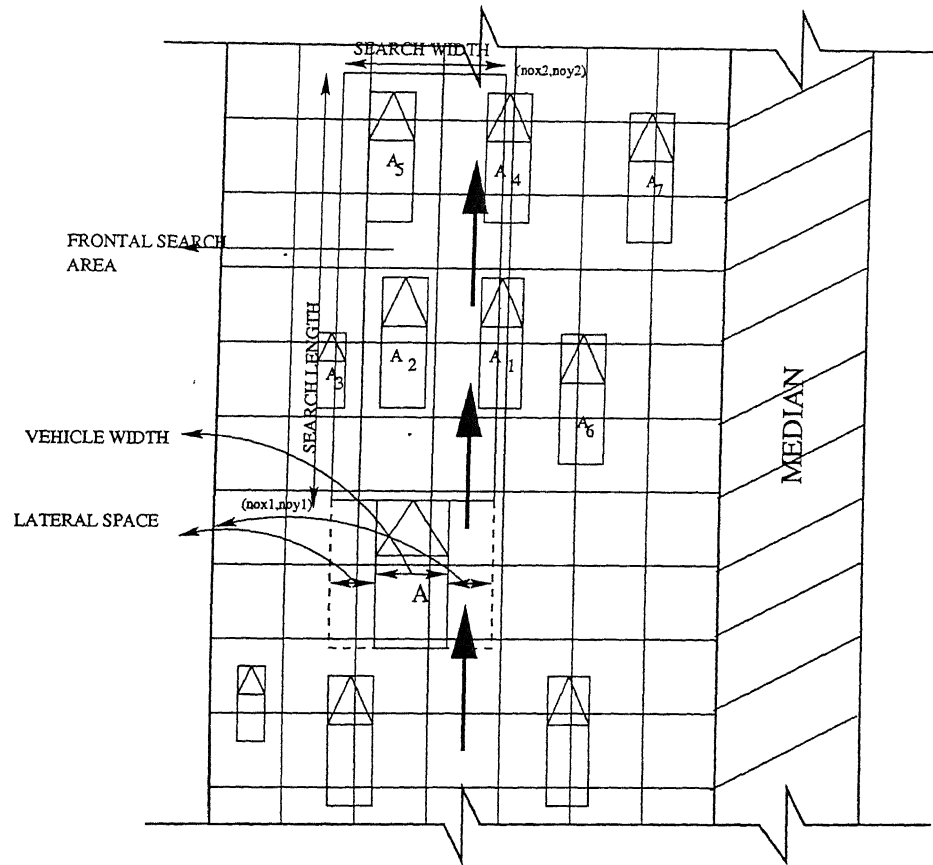 SEARCH WIDTH
(nox2,noy2)
A5
A4
A7
FRONTAL SEARCH
AREA
SEARCH LENGTH
A3
A2
A1
A6
MEDIAN
VEHICLE WIDTH
(nox1,noy1)
LATERAL SPACE
A